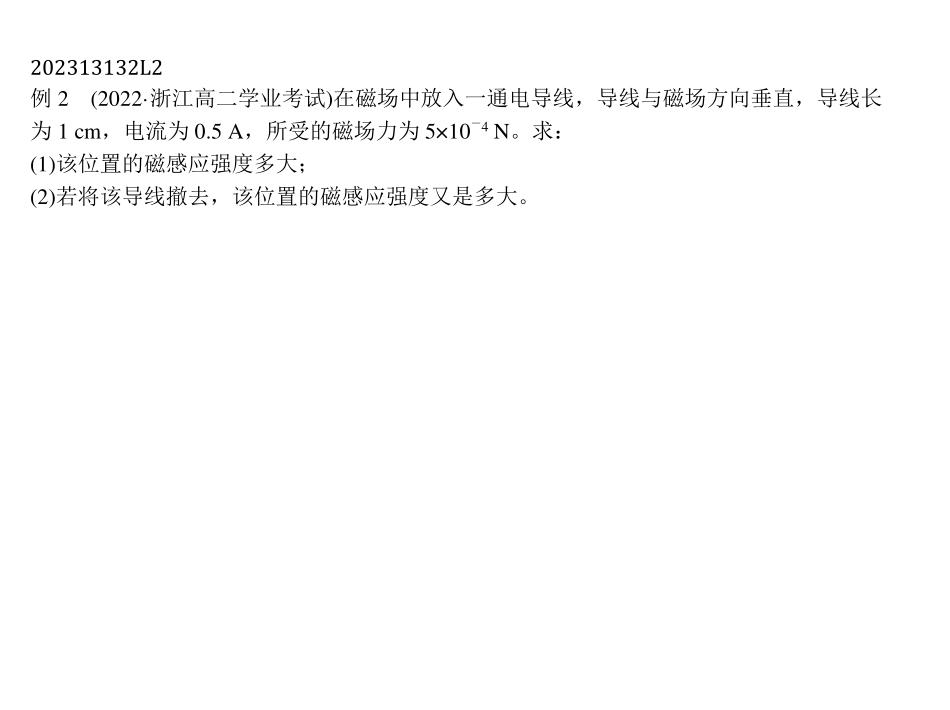 202313132L2
例 2　(2022·浙江高二学业考试)在磁场中放入一通电导线，导线与磁场方向垂直，导线长
为 1 cm，电流为 0.5 A，所受的磁场力为 5×10⁻⁴ N。求：
(1)该位置的磁感应强度多大；
(2)若将该导线撤去，该位置的磁感应强度又是多大。